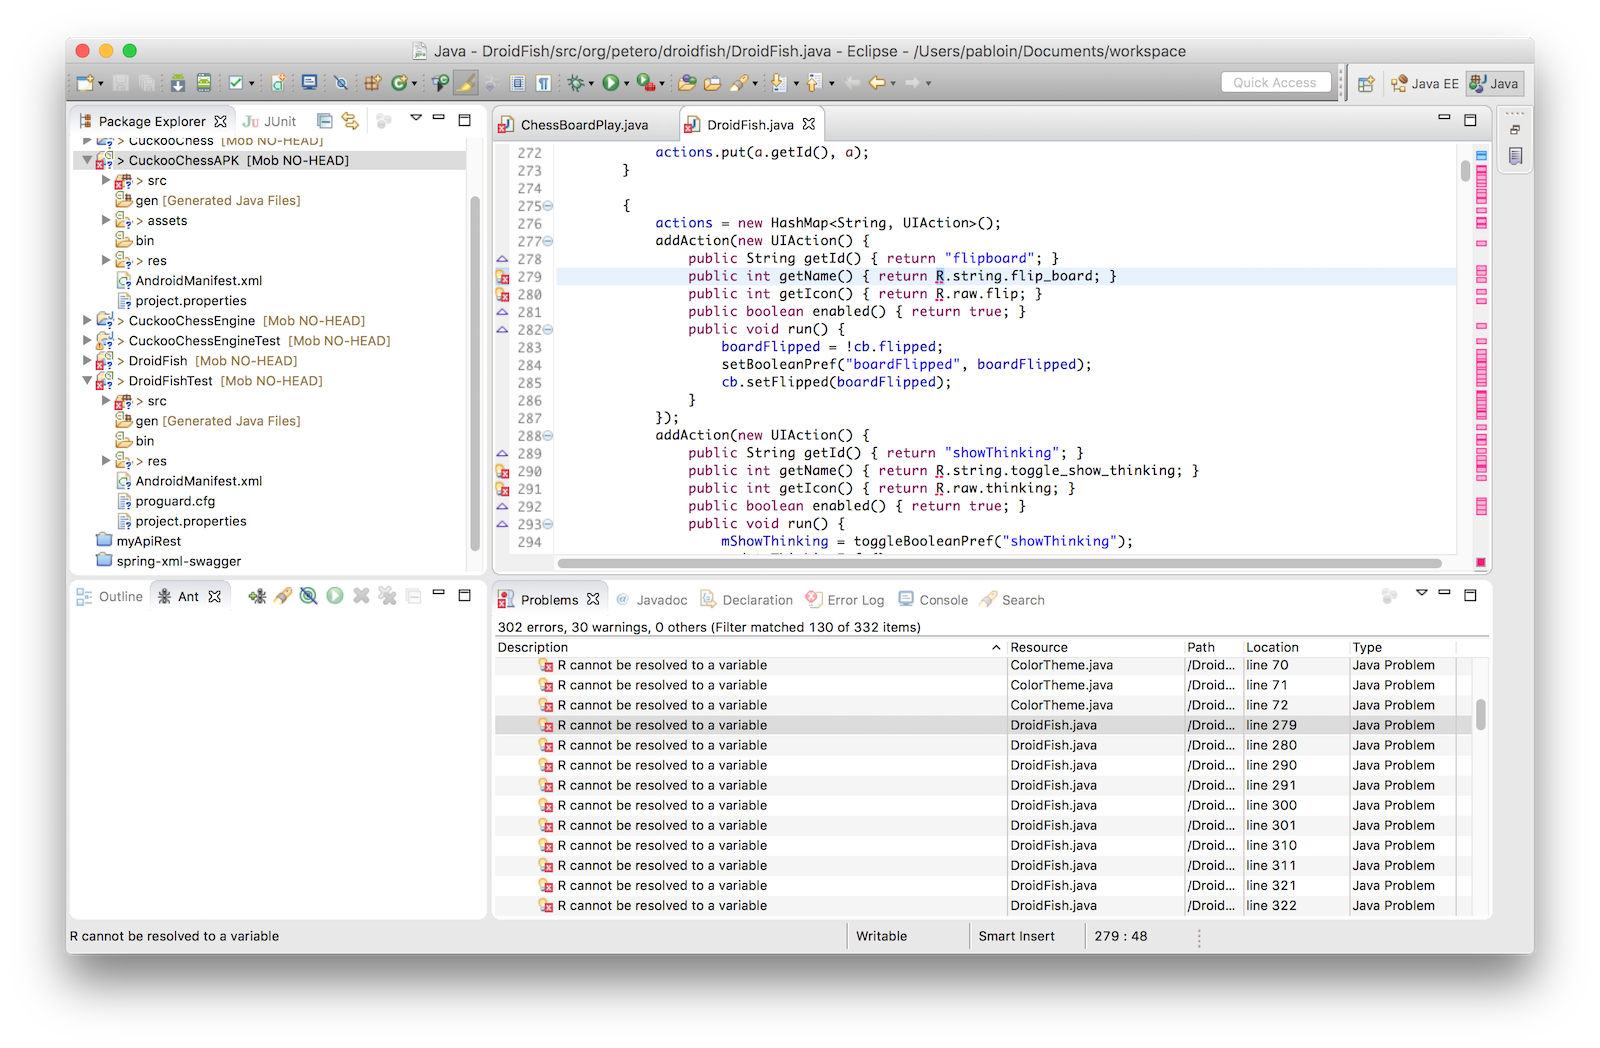 Java - DroidFish/src/org/petero/droidfish/DroidFish.java - Eclipse - /Users/pabloin/Documents/workspace
Quick Access
Java EE
Java
Package Explorer
JUnit
> CuckooChess [Mob NO-HEAD]
> CuckooChessAPK [Mob NO-HEAD]
> src
gen [Generated Java Files]
> assets
bin
> res
AndroidManifest.xml
project.properties
> CuckooChessEngine [Mob NO-HEAD]
> CuckooChessEngineTest [Mob NO-HEAD]
> DroidFish [Mob NO-HEAD]
> DroidFishTest [Mob NO-HEAD]
> src
gen [Generated Java Files]
bin
> res
AndroidManifest.xml
proguard.cfg
project.properties
myApiRest
spring-xml-swagger
ChessBoardPlay.java
DroidFish.java
272 actions.put(a.getId(), a);
273 }
274
275 {
276 actions = new HashMap<String, UIAction>();
277 addAction(new UIAction() {
278 public String getId() { return "flipboard"; }
279 public int getName() { return R.string.flip_board; }
280 public int getIcon() { return R.raw.flip; }
281 public boolean enabled() { return true; }
282 public void run() {
283 boardFlipped = !cb.flipped;
284 setBooleanPref("boardFlipped", boardFlipped);
285 cb.setFlipped(boardFlipped);
286 }
287 });
288 addAction(new UIAction() {
289 public String getId() { return "showThinking"; }
290 public int getName() { return R.string.toggle_show_thinking; }
291 public int getIcon() { return R.raw.thinking; }
292 public boolean enabled() { return true; }
293 public void run() {
294 mShowThinking = toggleBooleanPref("showThinking");
Outline
Ant
Problems
Javadoc
Declaration
Error Log
Console
Search
302 errors, 30 warnings, 0 others (Filter matched 130 of 332 items)
Description Resource Path Location Type
R cannot be resolved to a variable ColorTheme.java /Droid... line 70 Java Problem
R cannot be resolved to a variable ColorTheme.java /Droid... line 71 Java Problem
R cannot be resolved to a variable ColorTheme.java /Droid... line 72 Java Problem
R cannot be resolved to a variable DroidFish.java /Droid... line 279 Java Problem
R cannot be resolved to a variable DroidFish.java /Droid... line 280 Java Problem
R cannot be resolved to a variable DroidFish.java /Droid... line 290 Java Problem
R cannot be resolved to a variable DroidFish.java /Droid... line 291 Java Problem
R cannot be resolved to a variable DroidFish.java /Droid... line 300 Java Problem
R cannot be resolved to a variable DroidFish.java /Droid... line 301 Java Problem
R cannot be resolved to a variable DroidFish.java /Droid... line 310 Java Problem
R cannot be resolved to a variable DroidFish.java /Droid... line 311 Java Problem
R cannot be resolved to a variable DroidFish.java /Droid... line 321 Java Problem
R cannot be resolved to a variable DroidFish.java /Droid... line 322 Java Problem
R cannot be resolved to a variable
Writable
Smart Insert
279 : 48